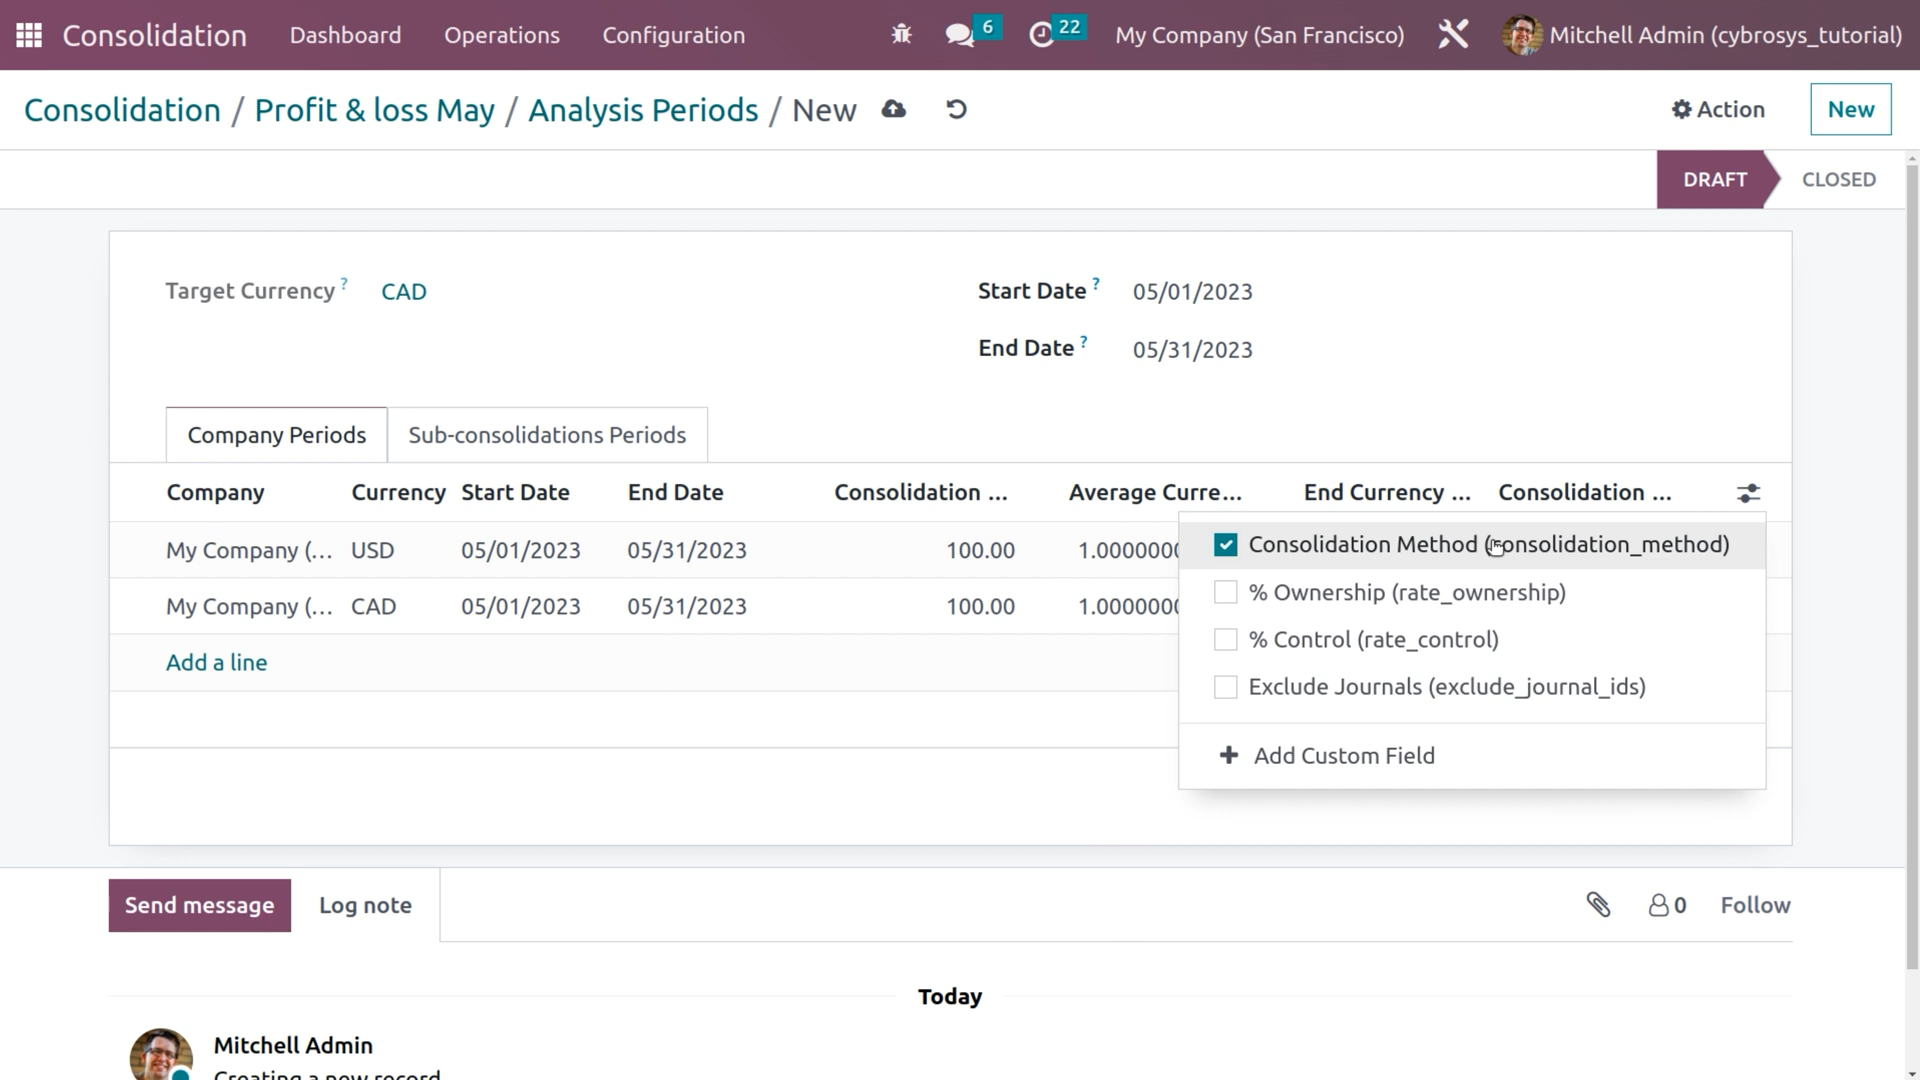 Consolidation Dashboard Operations Configuration 6 22 My Company (San Francisco) Mitchell Admin (cybrosys_tutorial)
Consolidation / Profit & loss May / Analysis Periods / New Action New
DRAFT CLOSED
Target Currency ? CAD Start Date ? 05/01/2023
End Date ? 05/31/2023
Company Periods Sub-consolidations Periods
Company Currency Start Date End Date Consolidation ... Average Curre... End Currency ... Consolidation ...
My Company (... USD 05/01/2023 05/31/2023 100.00 1.000000
My Company (... CAD 05/01/2023 05/31/2023 100.00 1.000000
Add a line
Consolidation Method (consolidation_method)
% Ownership (rate_ownership)
% Control (rate_control)
Exclude Journals (exclude_journal_ids)
+ Add Custom Field
Send message Log note 0 Follow
Today
Mitchell Admin
Creating a new record